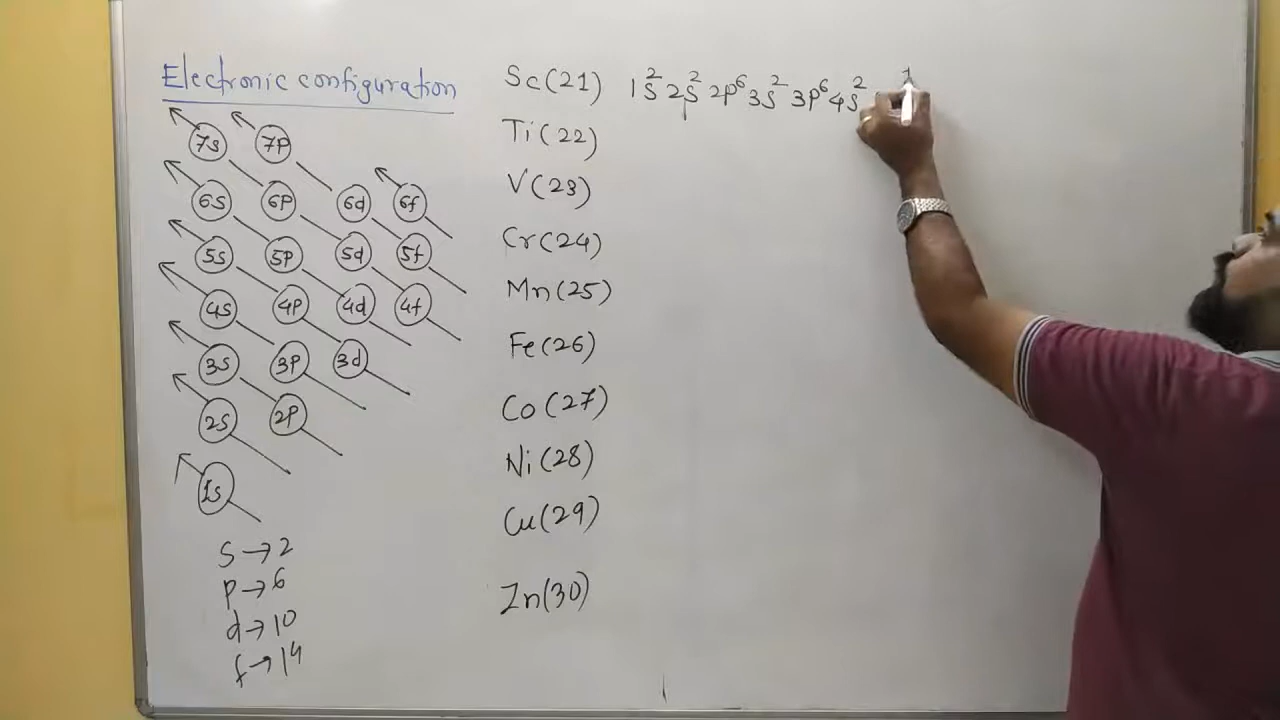 Electronic configuration
7s 7p
6s 6p 6d 6f
5s 5p 5d 5f
4s 4p 4d 4f
3s 3p 3d
2s 2p
1s
s → 2
p → 6
d → 10
f → 14
Sc(21) 1s² 2s² 2p⁶ 3s² 3p⁶ 4s²
Ti(22)
V(23)
Cr(24)
Mn(25)
Fe(26)
Co(27)
Ni(28)
Cu(29)
Zn(30)